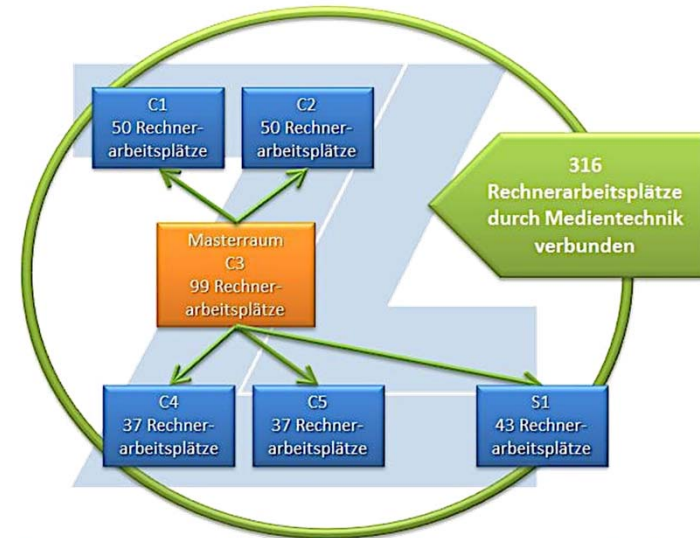 C1
50 Rechner-
arbeitsplätze
C2
50 Rechner-
arbeitsplätze
316
Rechnerarbeitsplätze
durch Medientechnik
verbunden
Masterraum
C3
99 Rechner-
arbeitsplätze
C4
37 Rechner-
arbeitsplätze
C5
37 Rechner-
arbeitsplätze
S1
43 Rechner-
arbeitsplätze